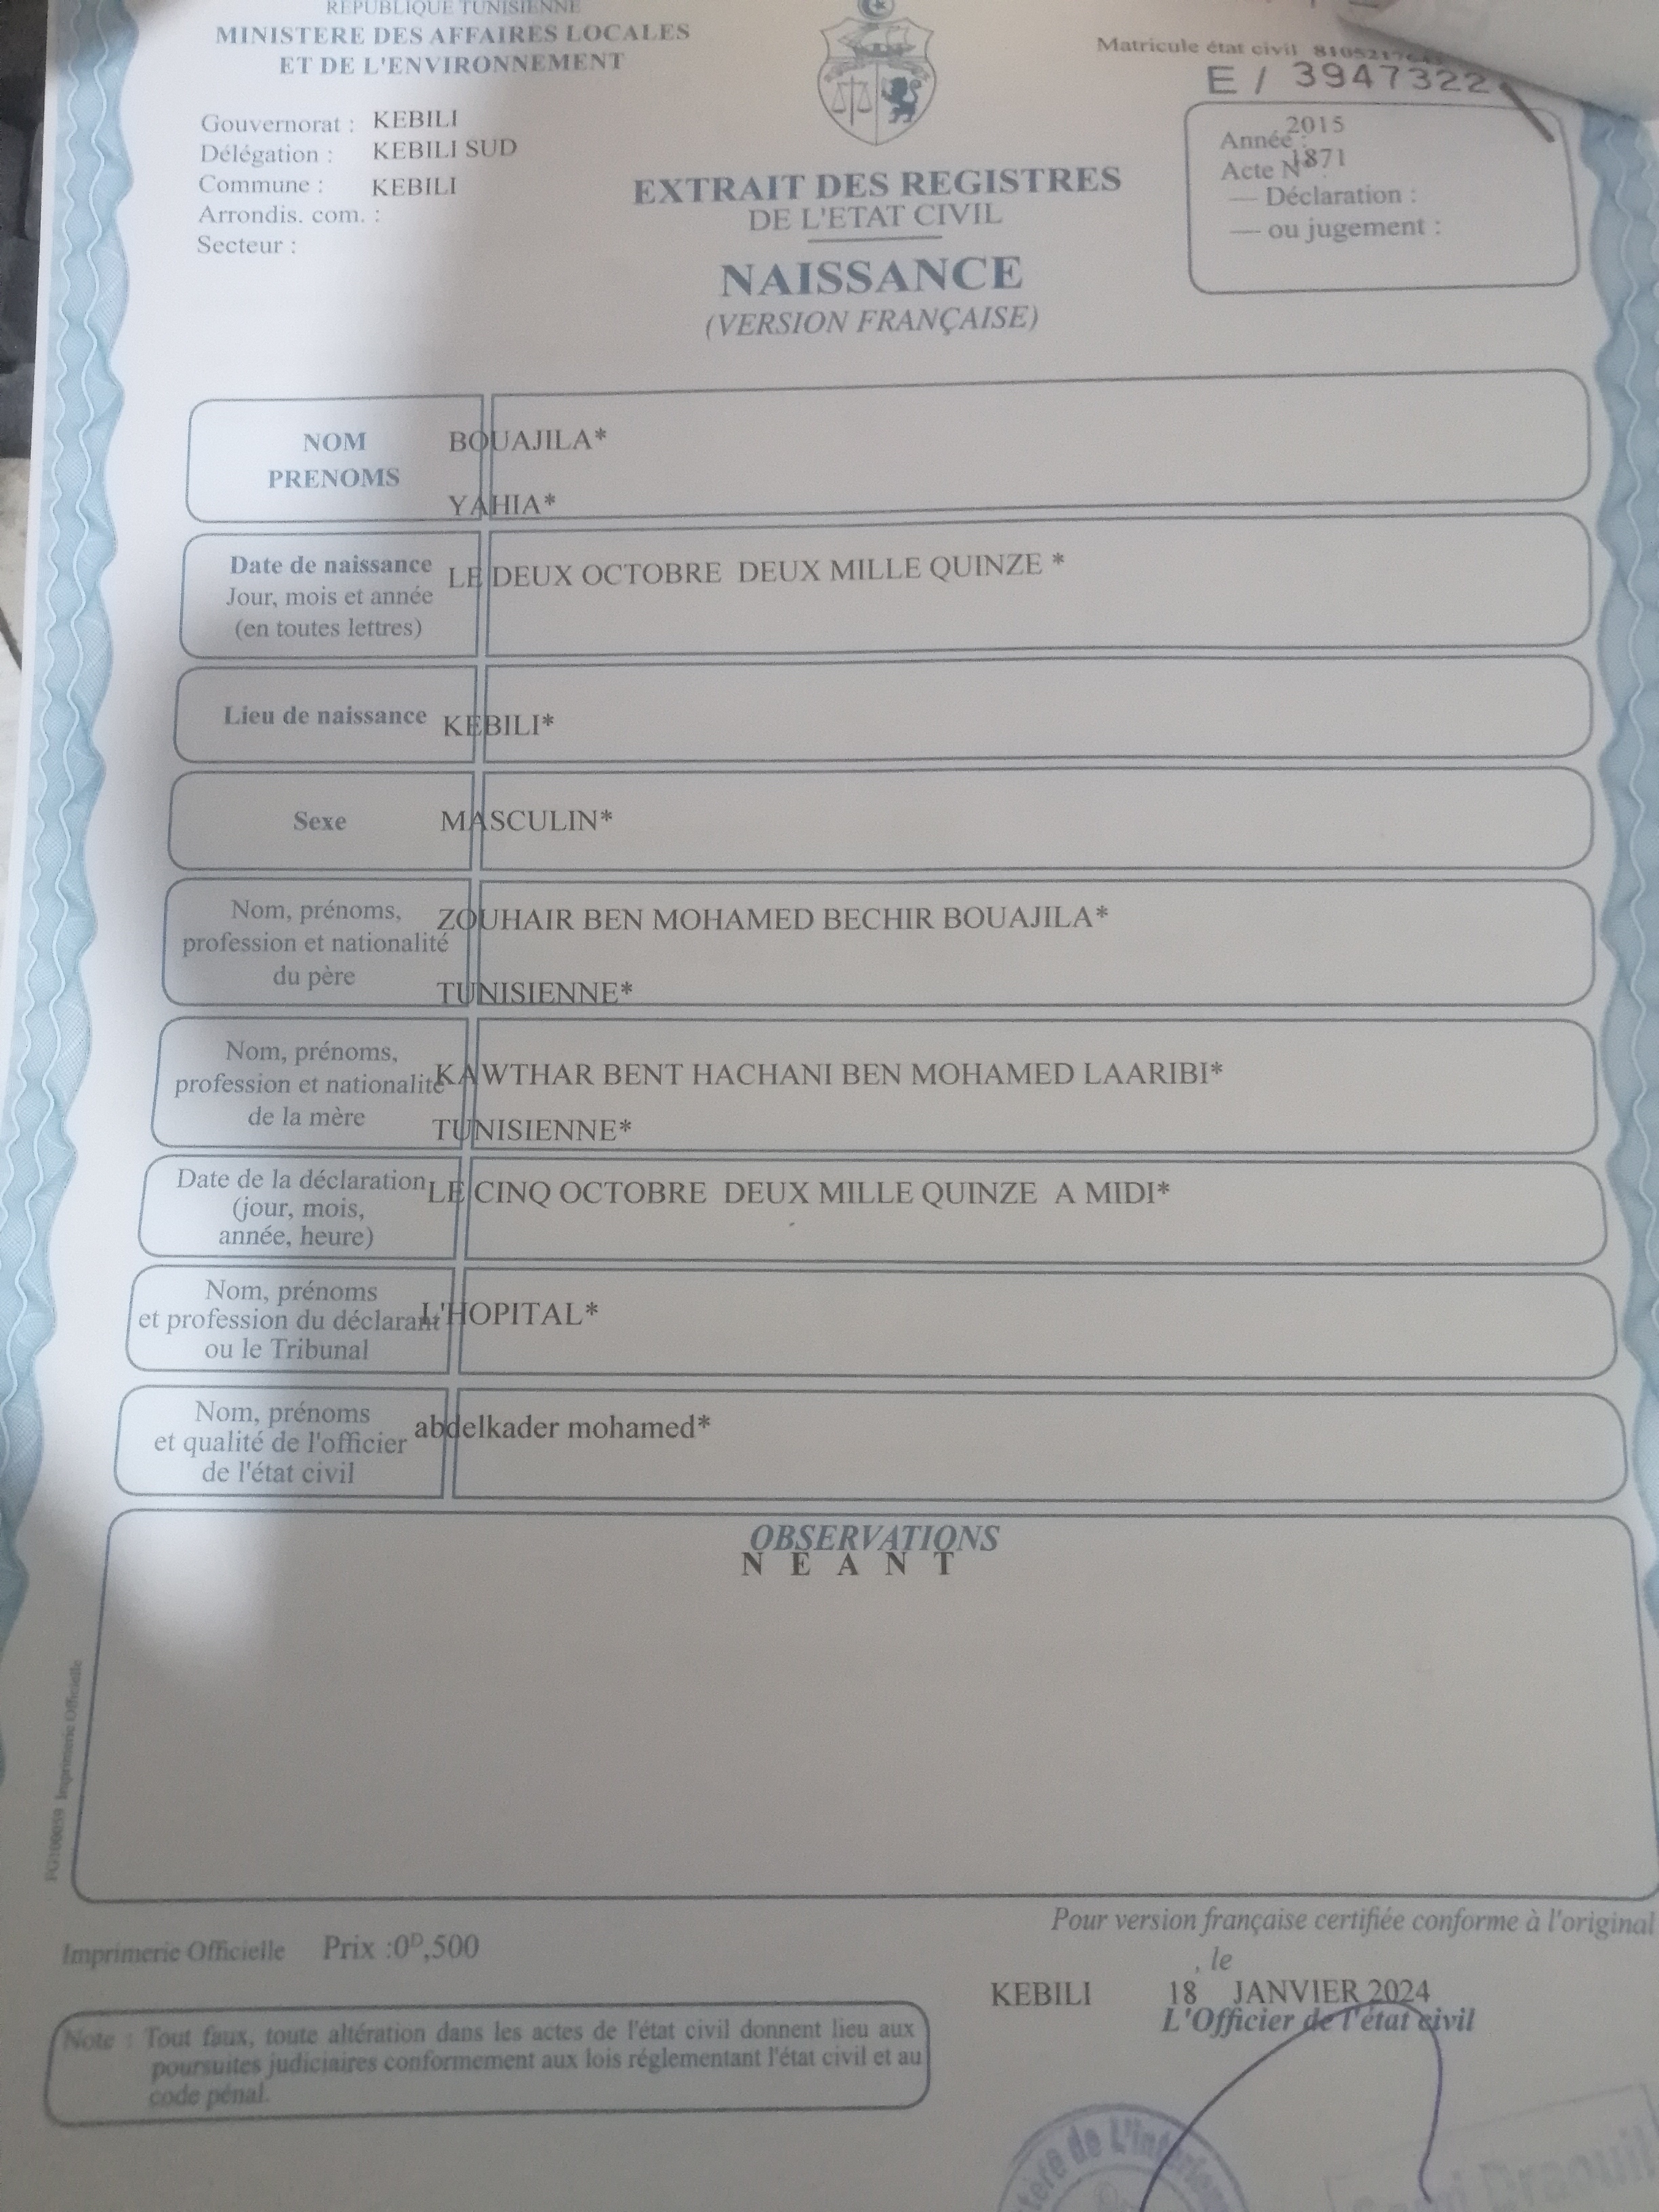 REPUBLIQUE TUNISIENNE
MINISTERE DES AFFAIRES LOCALES
ET DE L'ENVIRONNEMENT
Gouvernorat : KEBILI
Délégation : KEBILI SUD
Commune : KEBILI
Arrondis. com. :
Secteur :
EXTRAIT DES REGISTRES
DE L'ETAT CIVIL
NAISSANCE
(VERSION FRANÇAISE)
Matricule état civil
E / 3947322
Année : 2015
Acte N° : 1871
— Déclaration :
— ou jugement :
NOM BOUAJILA*
PRENOMS YAHIA*
Date de naissance LE DEUX OCTOBRE DEUX MILLE QUINZE *
Jour, mois et année
(en toutes lettres)
Lieu de naissance KEBILI*
Sexe MASCULIN*
Nom, prénoms, ZOUHAIR BEN MOHAMED BECHIR BOUAJILA*
profession et nationalité
du père TUNISIENNE*
Nom, prénoms,
profession et nationalité KAWTHAR BENT HACHANI BEN MOHAMED LAARIBI*
de la mère TUNISIENNE*
Date de la déclaration LE CINQ OCTOBRE DEUX MILLE QUINZE A MIDI*
(jour, mois,
année, heure)
Nom, prénoms
et profession du déclarant L'HOPITAL*
ou le Tribunal
Nom, prénoms abdelkader mohamed*
et qualité de l'officier
de l'état civil
OBSERVATIONS
N E A N T
Imprimerie Officielle
Pour version française certifiée conforme à l'original
Imprimerie Officielle Prix :0ᴰ,500
, le
KEBILI 18 JANVIER 2024
L'Officier de l'état civil
Note : Tout faux, toute altération dans les actes de l'état civil donnent lieu aux
poursuites judiciaires conformement aux lois réglementant l'état civil et au
code pénal.
de L'Intérieur